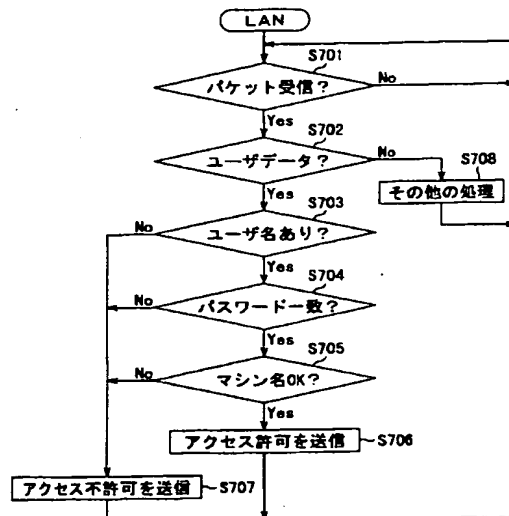 LAN
S701
パケット受信?
No
Yes
S702
ユーザデータ?
No
S708
その他の処理
Yes
S703
ユーザ名あり?
No
Yes
S704
パスワード一致?
No
Yes
S705
マシン名OK?
No
Yes
アクセス許可を送信
S706
アクセス不許可を送信
S707